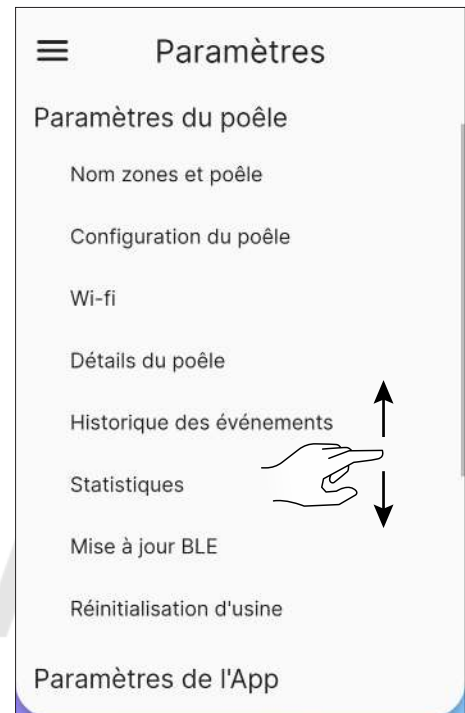 Paramètres
Paramètres du poêle
Nom zones et poêle
Configuration du poêle
Wi-fi
Détails du poêle
Historique des événements
Statistiques
Mise à jour BLE
Réinitialisation d'usine
Paramètres de l'App